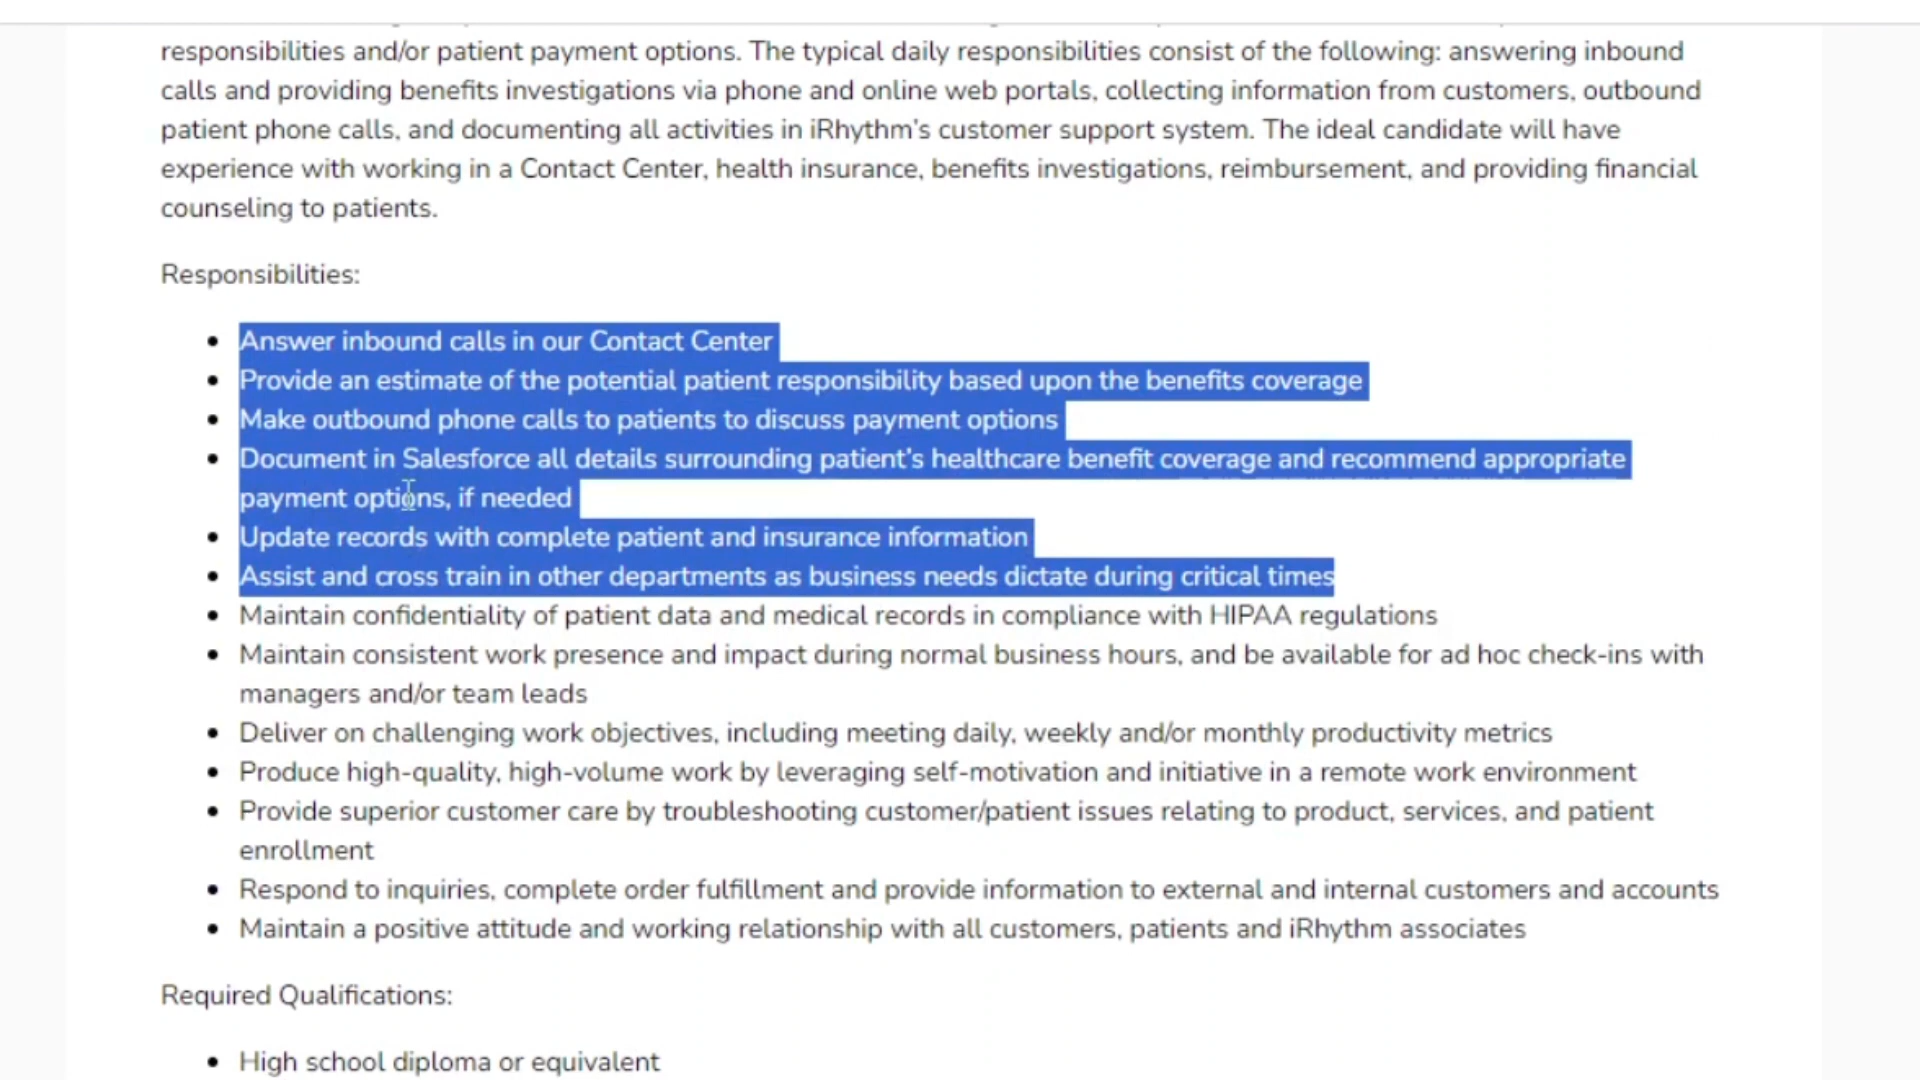 responsibilities and/or patient payment options. The typical daily responsibilities consist of the following: answering inbound
calls and providing benefits investigations via phone and online web portals, collecting information from customers, outbound
patient phone calls, and documenting all activities in iRhythm's customer support system. The ideal candidate will have
experience with working in a Contact Center, health insurance, benefits investigations, reimbursement, and providing financial
counseling to patients.
Responsibilities:
Answer inbound calls in our Contact Center
Provide an estimate of the potential patient responsibility based upon the benefits coverage
Make outbound phone calls to patients to discuss payment options
Document in Salesforce all details surrounding patient's healthcare benefit coverage and recommend appropriate
payment options, if needed
Update records with complete patient and insurance information
Assist and cross train in other departments as business needs dictate during critical times
Maintain confidentiality of patient data and medical records in compliance with HIPAA regulations
Maintain consistent work presence and impact during normal business hours, and be available for ad hoc check-ins with
managers and/or team leads
Deliver on challenging work objectives, including meeting daily, weekly and/or monthly productivity metrics
Produce high-quality, high-volume work by leveraging self-motivation and initiative in a remote work environment
Provide superior customer care by troubleshooting customer/patient issues relating to product, services, and patient
enrollment
Respond to inquiries, complete order fulfillment and provide information to external and internal customers and accounts
Maintain a positive attitude and working relationship with all customers, patients and iRhythm associates
Required Qualifications:
High school diploma or equivalent